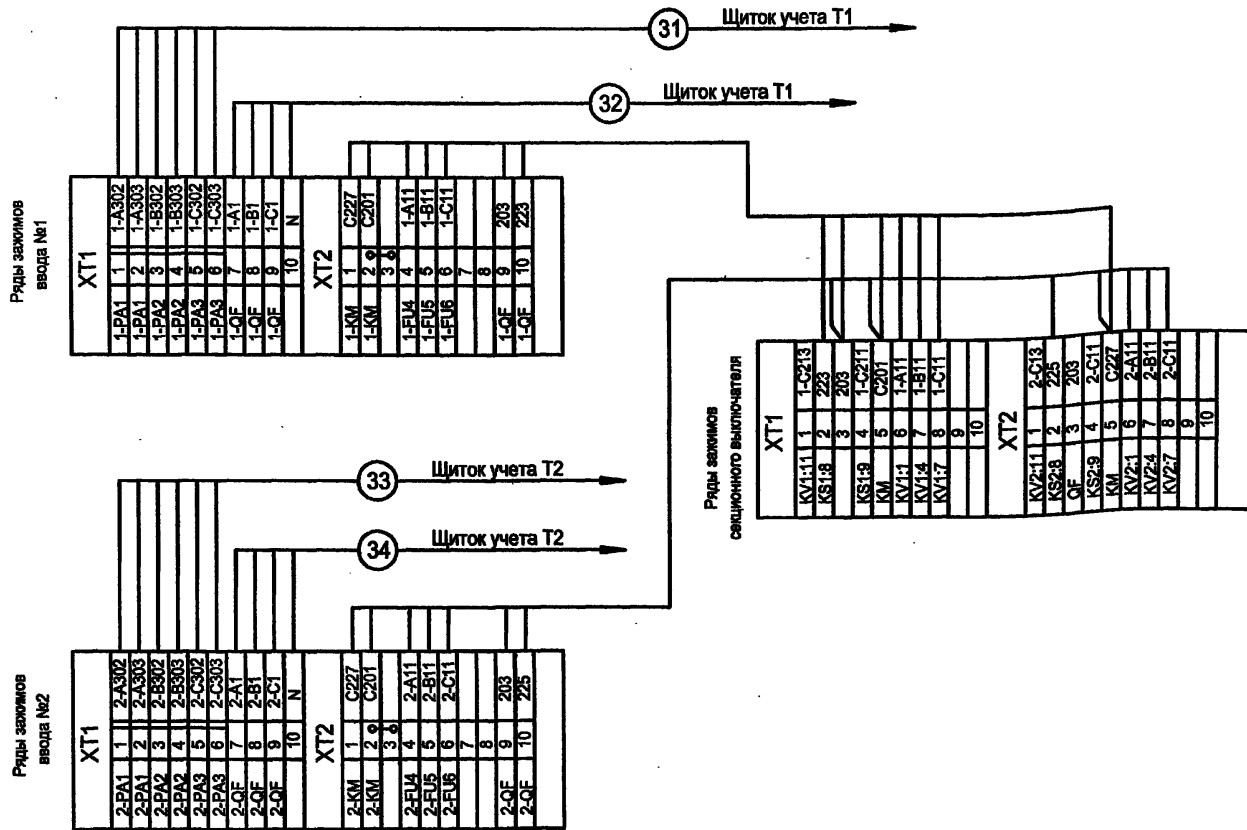 31
Щиток учета Т1
32
Щиток учета Т1
Ряды зажимов
ввода №1
XT1
1-A302
1-A303
1-B302
1-B303
1-C302
1-C303
1-A1
1-B1
1-C1
N
1
2
3
4
5
6
7
8
9
10
1-PA1
1-PA1
1-PA2
1-PA2
1-PA3
1-PA3
1-QF
1-QF
1-QF
XT2
C227
C201
1-A11
1-B11
1-C11
203
223
1
2
3
4
5
6
7
8
9
10
1-KM
1-KM
1-FU4
1-FU5
1-FU6
1-QF
1-QF
Ряды зажимов
секционного выключателя
XT1
1-C213
223
203
1-C211
C201
1-A11
1-B11
1-C11
1
2
3
4
5
6
7
8
9
10
KV1:11
KS1:8
KS1:9
KM
KV1:1
KV1:4
KV1:7
XT2
2-C13
225
203
2-C11
C227
2-A11
2-B11
2-C11
1
2
3
4
5
6
7
8
9
10
KV2:11
KS2:8
QF
KS2:9
KM
KV2:1
KV2:4
KV2:7
33
Щиток учета Т2
34
Щиток учета Т2
Ряды зажимов
ввода №2
XT1
2-A302
2-A303
2-B302
2-B303
2-C302
2-C303
2-A1
2-B1
2-C1
N
1
2
3
4
5
6
7
8
9
10
2-PA1
2-PA1
2-PA2
2-PA2
2-PA3
2-PA3
2-QF
2-QF
2-QF
XT2
C227
C201
2-A11
2-B11
2-C11
203
225
1
2
3
4
5
6
7
8
9
10
2-KM
2-KM
2-FU4
2-FU5
2-FU6
2-QF
2-QF